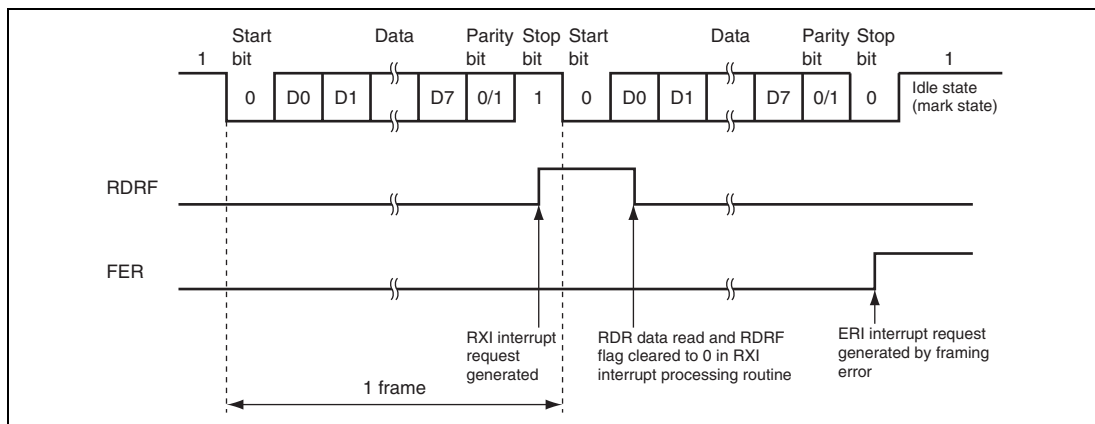 Start bit
Data
Parity bit
Stop bit
Start bit
Data
Parity bit
Stop bit
1
1
0
D0
D1
D7
0/1
1
0
D0
D1
D7
0/1
0
Idle state
(mark state)
RDRF
FER
RXI interrupt
request
generated
RDR data read and RDRF
flag cleared to 0 in RXI
interrupt processing routine
ERI interrupt request
generated by framing
error
1 frame